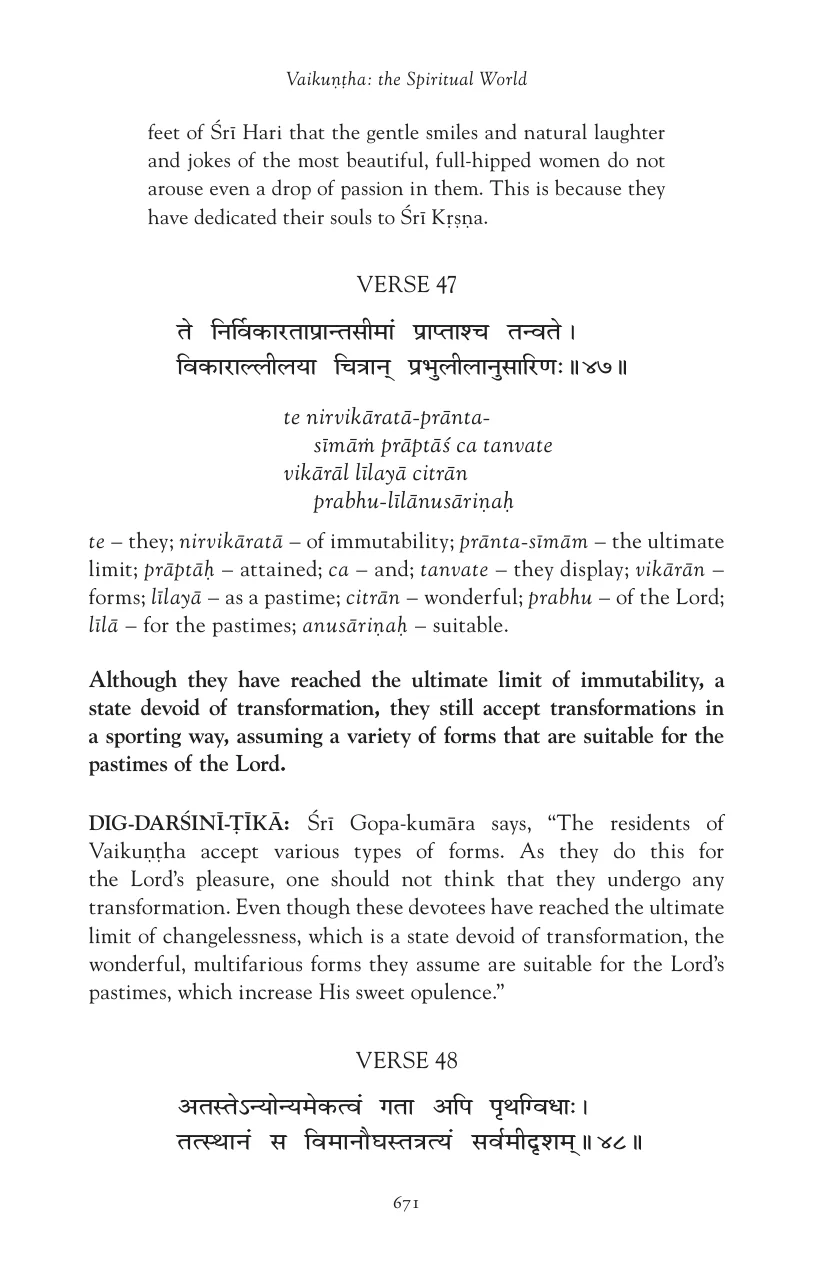 Vaikuṇṭha: the Spiritual World
feet of Śrī Hari that the gentle smiles and natural laughter
and jokes of the most beautiful, full-hipped women do not
arouse even a drop of passion in them. This is because they
have dedicated their souls to Śrī Kṛṣṇa.
VERSE 47
ते निर्विकारताप्रान्तसीमां प्राप्ताश्च तन्वते ।
विकाराल्लीलया चित्रान् प्रभुलीलानुसारिणः॥४७॥
te nirvikāratā-prānta-
sīmāṁ prāptāś ca tanvate
vikārāl līlayā citrān
prabhu-līlānusāriṇaḥ
te – they; nirvikāratā – of immutability; prānta-sīmām – the ultimate
limit; prāptāḥ – attained; ca – and; tanvate – they display; vikārān –
forms; līlayā – as a pastime; citrān – wonderful; prabhu – of the Lord;
līlā – for the pastimes; anusāriṇaḥ – suitable.
Although they have reached the ultimate limit of immutability, a
state devoid of transformation, they still accept transformations in
a sporting way, assuming a variety of forms that are suitable for the
pastimes of the Lord.
DIG-DARŚINĪ-ṬĪKĀ: Śrī Gopa-kumāra says, “The residents of
Vaikuṇṭha accept various types of forms. As they do this for
the Lord’s pleasure, one should not think that they undergo any
transformation. Even though these devotees have reached the ultimate
limit of changelessness, which is a state devoid of transformation, the
wonderful, multifarious forms they assume are suitable for the Lord’s
pastimes, which increase His sweet opulence.”
VERSE 48
अतस्तेऽन्योन्यमेकत्वं गता अपि पृथग्विधाः ।
तत्स्थानं स विमानौघस्तत्रत्यं सर्वमीदृशम्॥४८॥
671